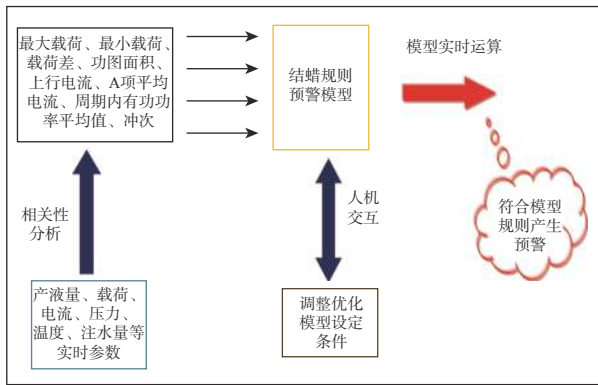 最大载荷、最小载荷、
载荷差、功图面积、
上行电流、A项平均
电流、周期内有功功
率平均值、冲次
结蜡规则
预警模型
模型实时运算
相关性
分析
人机
交互
符合模型
规则产生
预警
产液量、载荷、
电流、压力、
温度、注水量等
实时参数
调整优化
模型设定
条件